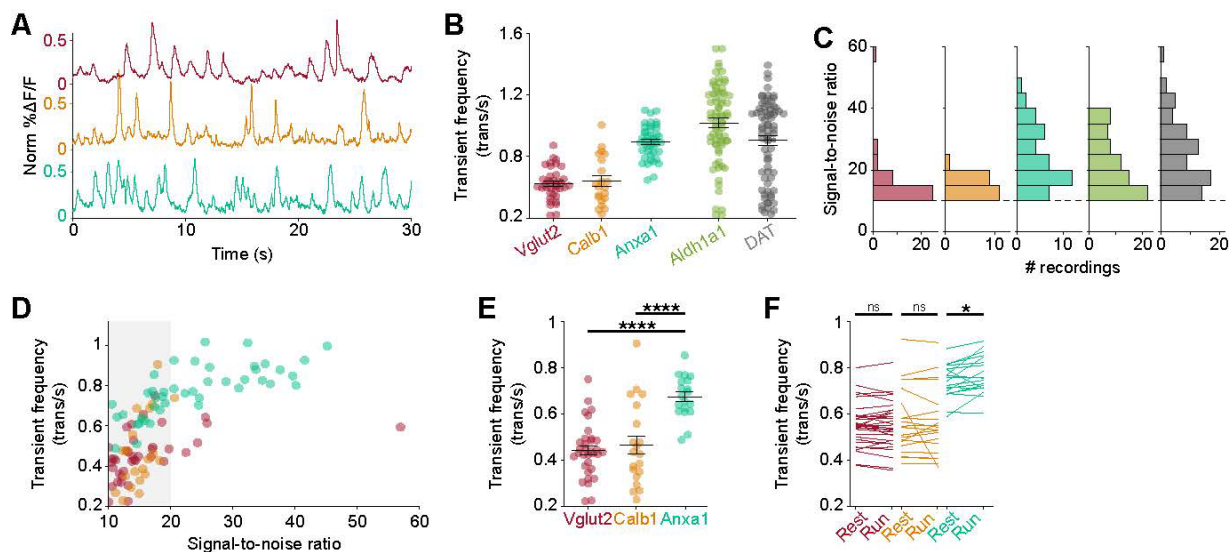 A
Norm %ΔF/F
0.5
0
0.5
0
0.5
0
0
10
20
30
Time (s)
B
Transient frequency
(trans/s)
1.6
1.2
0.8
0.2
Vglut2
Calb1
Anxa1
Aldh1a1
DAT
C
Signal-to-noise ratio
60
40
20
0
0 20
0 10
0 10
0 20
0 20
# recordings
D
Transient frequency
(trans/s)
1
0.8
0.6
0.4
0.2
10 20 30 40 50 60
Signal-to-noise ratio
E
Transient frequency
(trans/s)
1
0.8
0.6
0.4
0.2
****
****
Vglut2 Calb1 Anxa1
F
Transient frequency
(trans/s)
1
0.8
0.6
0.4
0.2
ns ns *
Rest Run Rest Run Rest Run